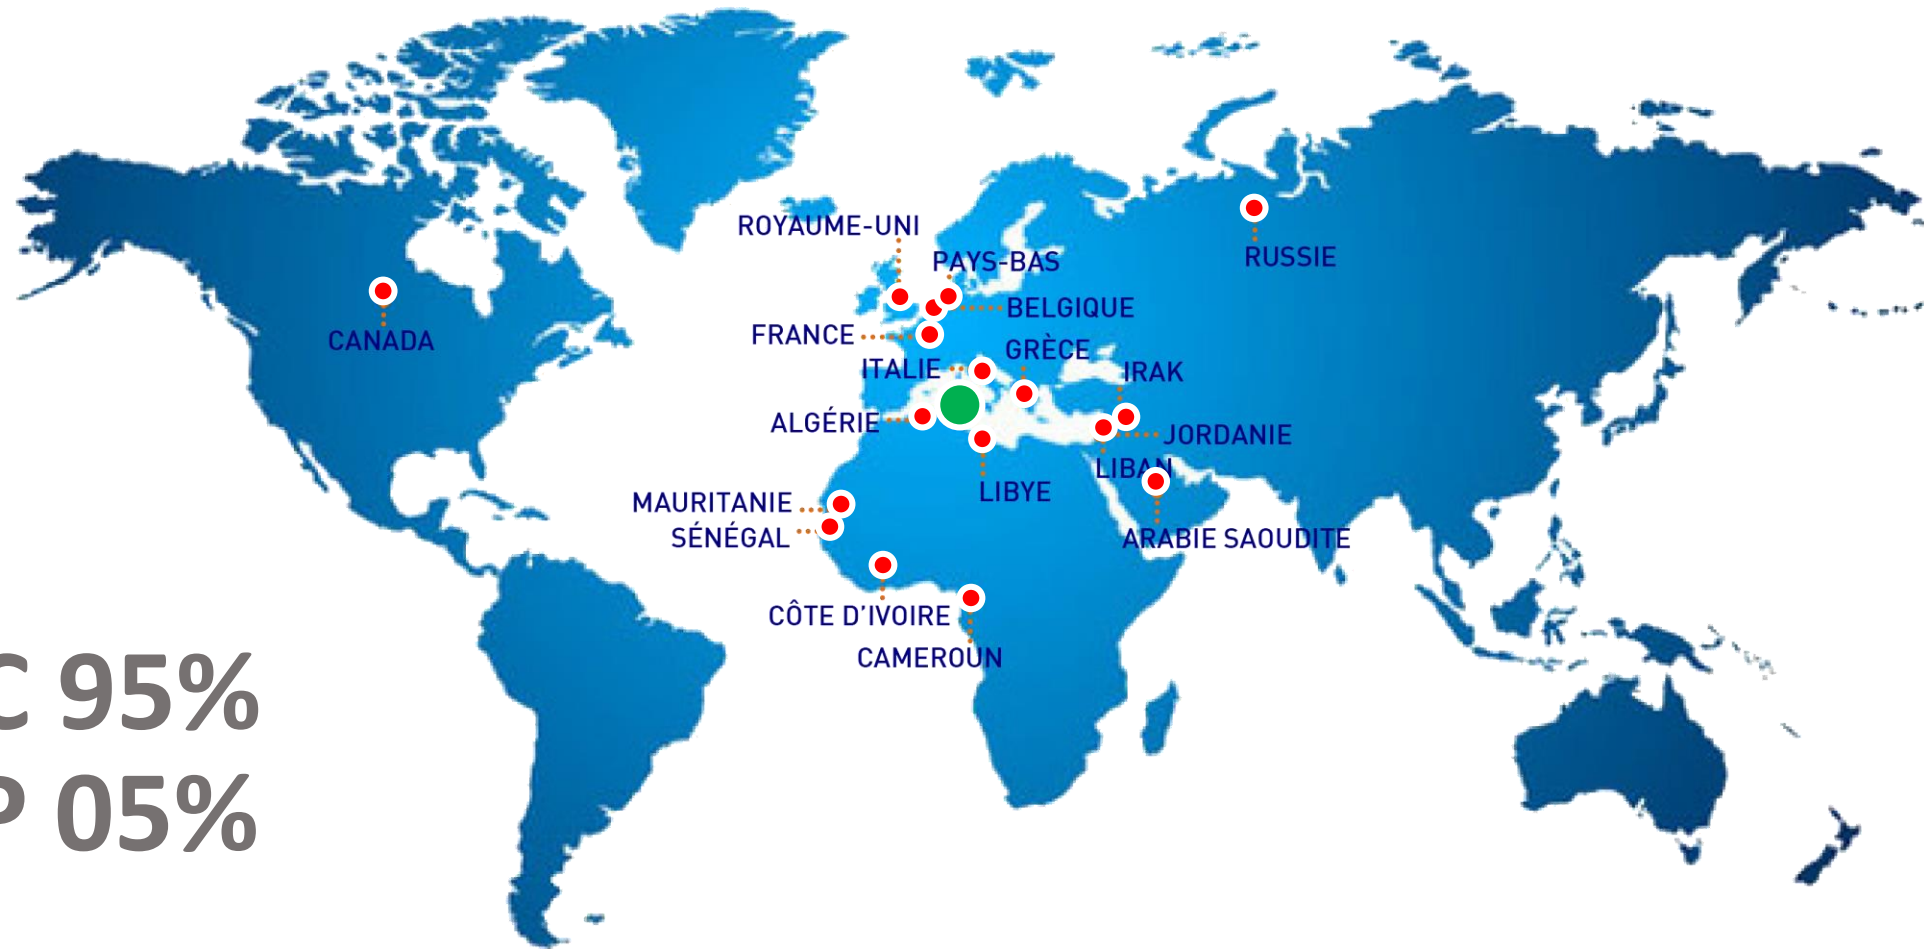 ROYAUME-UNI
PAYS-BAS
RUSSIE
BELGIQUE
CANADA
FRANCE
GRÈCE
ITALIE
IRAK
ALGÉRIE
JORDANIE
LIBAN
LIBYE
MAURITANIE
SÉNÉGAL
ARABIE SAOUDITE
CÔTE D'IVOIRE
CAMEROUN
C 95%
P 05%